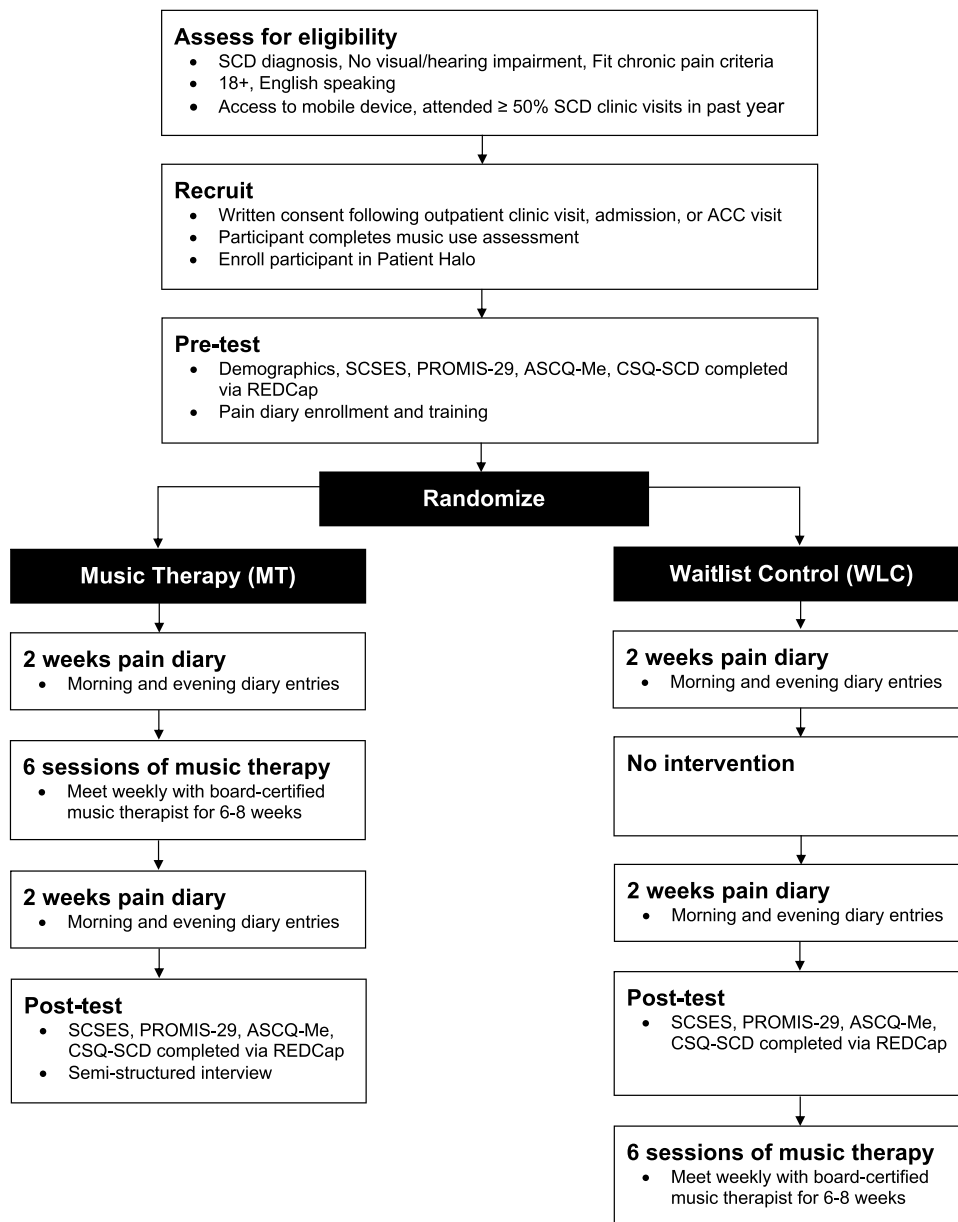 Assess for eligibility
• SCD diagnosis, No visual/hearing impairment, Fit chronic pain criteria
• 18+, English speaking
• Access to mobile device, attended ≥ 50% SCD clinic visits in past year
Recruit
• Written consent following outpatient clinic visit, admission, or ACC visit
• Participant completes music use assessment
• Enroll participant in Patient Halo
Pre-test
• Demographics, SCSES, PROMIS-29, ASCQ-Me, CSQ-SCD completed
via REDCap
• Pain diary enrollment and training
Randomize
Music Therapy (MT)
2 weeks pain diary
• Morning and evening diary entries
6 sessions of music therapy
• Meet weekly with board-certified
music therapist for 6-8 weeks
2 weeks pain diary
• Morning and evening diary entries
Post-test
• SCSES, PROMIS-29, ASCQ-Me,
CSQ-SCD completed via REDCap
• Semi-structured interview
Waitlist Control (WLC)
2 weeks pain diary
• Morning and evening diary entries
No intervention
2 weeks pain diary
• Morning and evening diary entries
Post-test
• SCSES, PROMIS-29, ASCQ-Me,
CSQ-SCD completed via REDCap
6 sessions of music therapy
• Meet weekly with board-certified
music therapist for 6-8 weeks